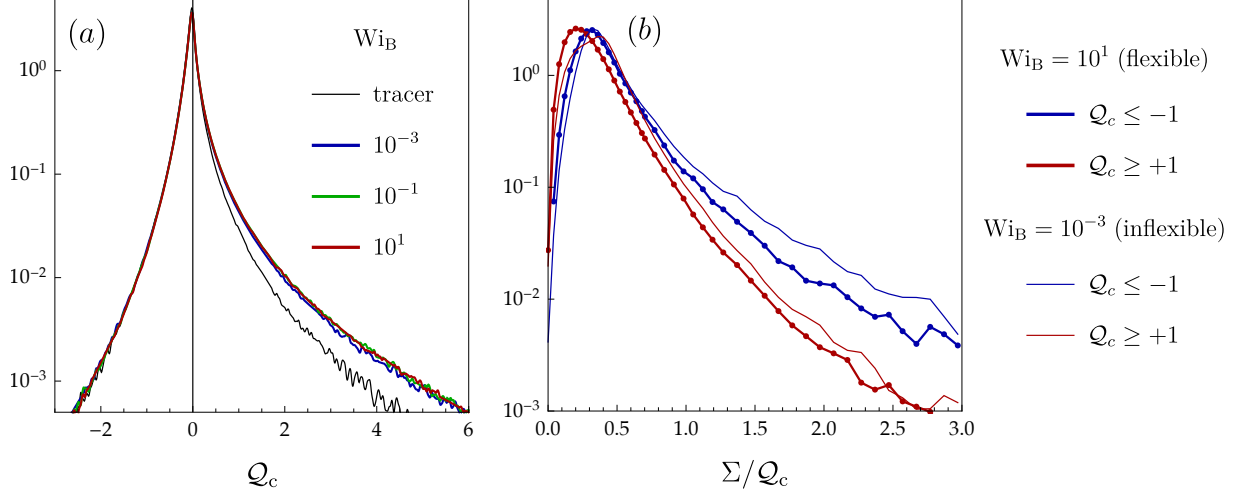 (a)
Wi_B
tracer
10^−3
10^−1
10^1
10^0
10^−1
10^−2
10^−3
−2 0 2 4 6
𝒬_c
(b)
10^0
10^−1
10^−2
10^−3
0.0 0.5 1.0 1.5 2.0 2.5 3.0
Σ/𝒬_c
Wi_B = 10^1 (flexible)
𝒬_c ≤ −1
𝒬_c ≥ +1
Wi_B = 10^−3 (inflexible)
𝒬_c ≤ −1
𝒬_c ≥ +1